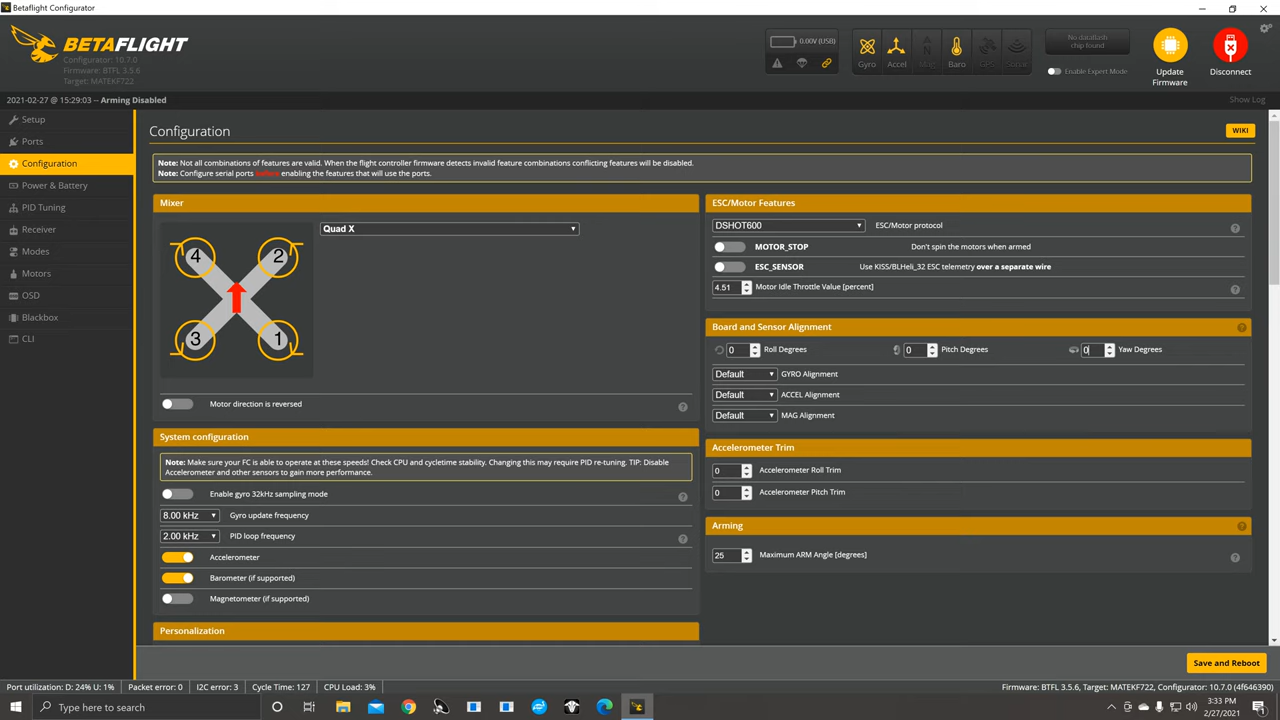 Betaflight Configurator
BETAFLIGHT
Configurator: 10.7.0
Firmware: BTFL 3.5.6
Target: MATEKF722
0.00V (USB)
Gyro
Accel
Mag
Baro
GPS
Sonar
No dataflash
chip found
Enable Expert Mode
Update
Firmware
Disconnect
2021-02-27 @ 15:29:03 -- Arming Disabled
Show Log
Setup
Ports
Configuration
Power & Battery
PID Tuning
Receiver
Modes
Motors
OSD
Blackbox
CLI
Configuration
WIKI
Note: Not all combinations of features are valid. When the flight controller firmware detects invalid feature combinations conflicting features will be disabled.
Note: Configure serial ports before enabling the features that will use the ports.
Mixer
Quad X
4
2
3
1
Motor direction is reversed
System configuration
Note: Make sure your FC is able to operate at these speeds! Check CPU and cycletime stability. Changing this may require PID re-tuning. TIP: Disable
Accelerometer and other sensors to gain more performance.
Enable gyro 32kHz sampling mode
8.00 kHz Gyro update frequency
2.00 kHz PID loop frequency
Accelerometer
Barometer (if supported)
Magnetometer (if supported)
Personalization
ESC/Motor Features
DSHOT600 ESC/Motor protocol
MOTOR_STOP Don't spin the motors when armed
ESC_SENSOR Use KISS/BLHeli_32 ESC telemetry over a separate wire
4.51 Motor Idle Throttle Value [percent]
Board and Sensor Alignment
0 Roll Degrees 0 Pitch Degrees 0 Yaw Degrees
Default GYRO Alignment
Default ACCEL Alignment
Default MAG Alignment
Accelerometer Trim
0 Accelerometer Roll Trim
0 Accelerometer Pitch Trim
Arming
25 Maximum ARM Angle [degrees]
Save and Reboot
Port utilization: D: 24% U: 1% Packet error: 0 I2C error: 3 Cycle Time: 127 CPU Load: 3%
Firmware: BTFL 3.5.6, Target: MATEKF722, Configurator: 10.7.0 (4f646390)
Type here to search
3:33 PM
2/27/2021